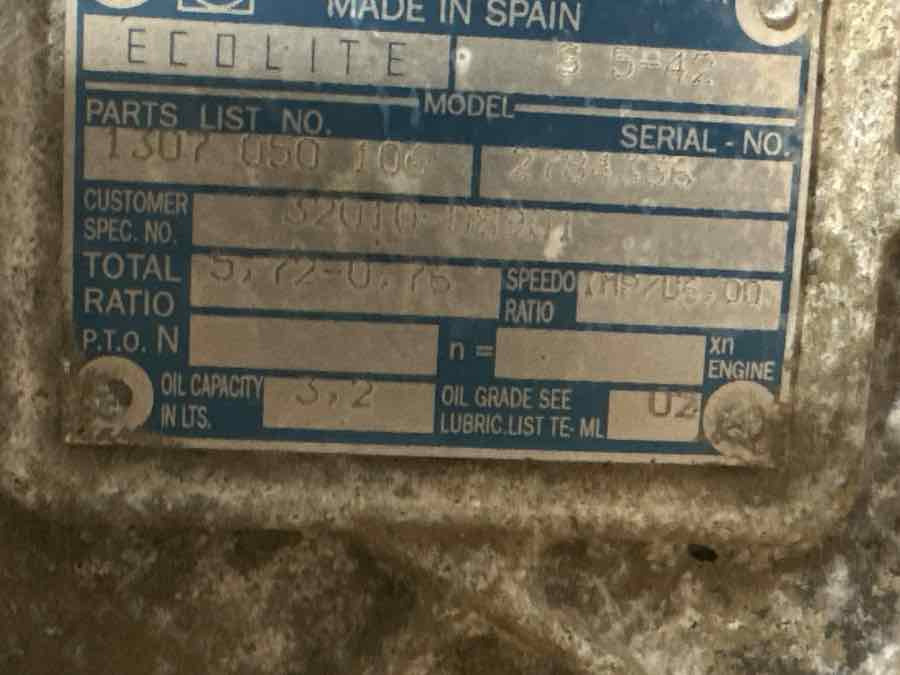 MADE IN SPAIN
ECOLITE S 5-42
MODEL
PARTS LIST NO. SERIAL - NO.
1307 050 106
CUSTOMER
SPEC. NO.
TOTAL RATIO 5,72-0,76 SPEEDO RATIO
P.T.O. N n = xn ENGINE
OIL CAPACITY IN LTS. 3,2 OIL GRADE SEE LUBRIC.LIST TE-ML 02